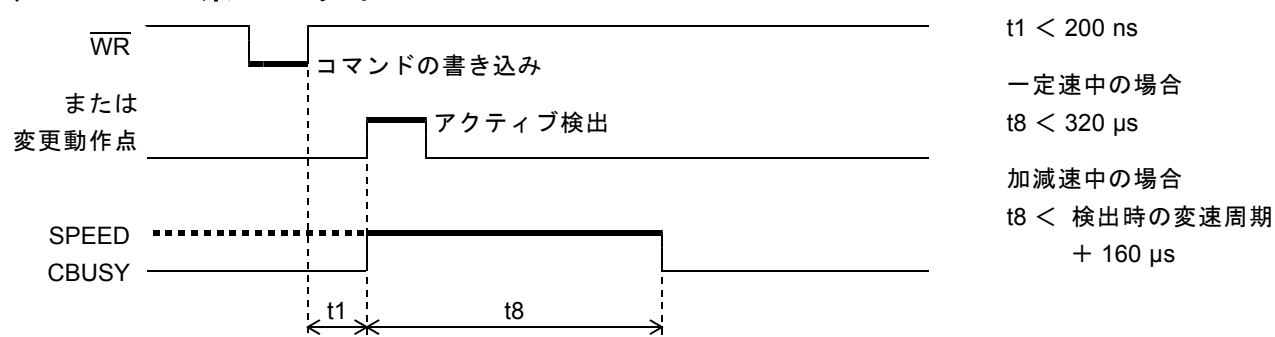 WR
コマンドの書き込み
または
変更動作点
アクティブ検出
SPEED
CBUSY
t1
t8
t1 < 200 ns
一定速中の場合
t8 < 320 μs
加減速中の場合
t8 < 検出時の変速周期
+ 160 μs